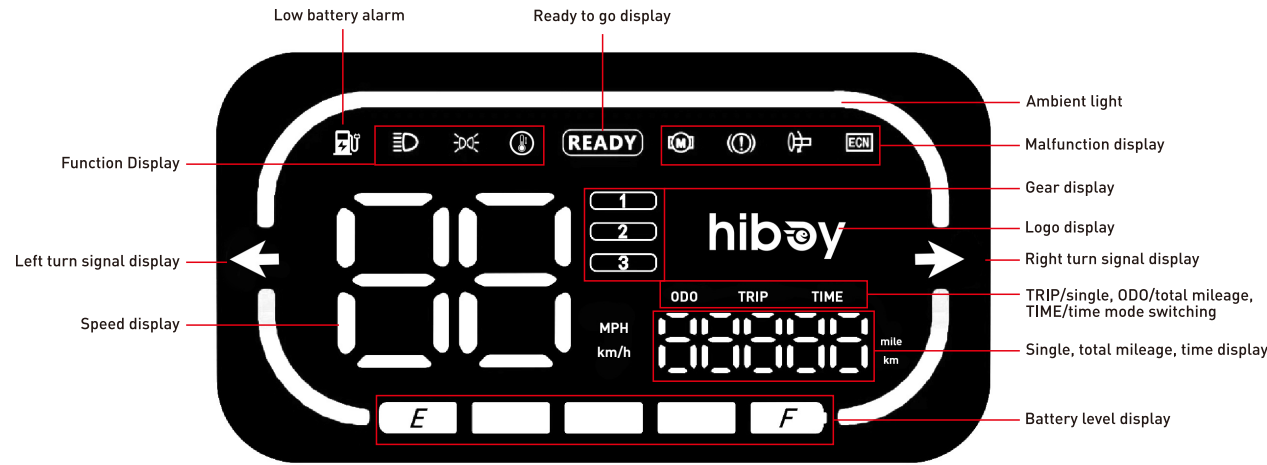 Low battery alarm
Ready to go display
Ambient light
READY
M
ECN
Malfunction display
Function Display
Gear display
1
2
3
hiboy
Logo display
Left turn signal display
Right turn signal display
ODO TRIP TIME
TRIP/single, ODO/total mileage,
TIME/time mode switching
Speed display
MPH
km/h
88
88888
mile
km
Single, total mileage, time display
E
F
Battery level display